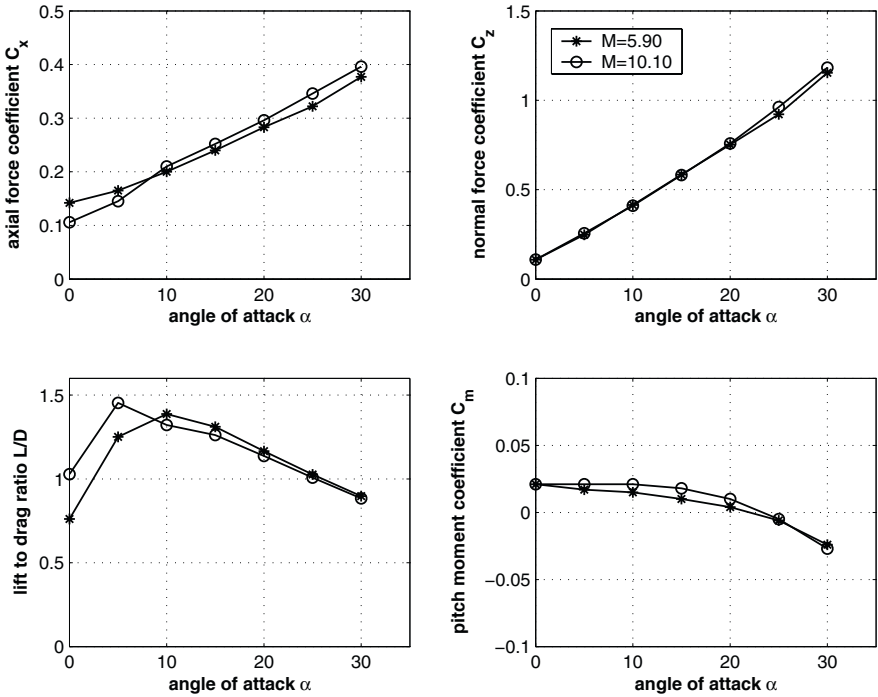 axial force coefficient Cx
0.5
0.4
0.3
0.2
0.1
0
0 10 20 30
angle of attack α
normal force coefficient Cz
1.5
1
0.5
0
M=5.90
M=10.10
0 10 20 30
angle of attack α
lift to drag ratio L/D
1.5
1
0.5
0
0 10 20 30
angle of attack α
pitch moment coefficient Cm
0.1
0.05
0
−0.05
−0.1
0 10 20 30
angle of attack α